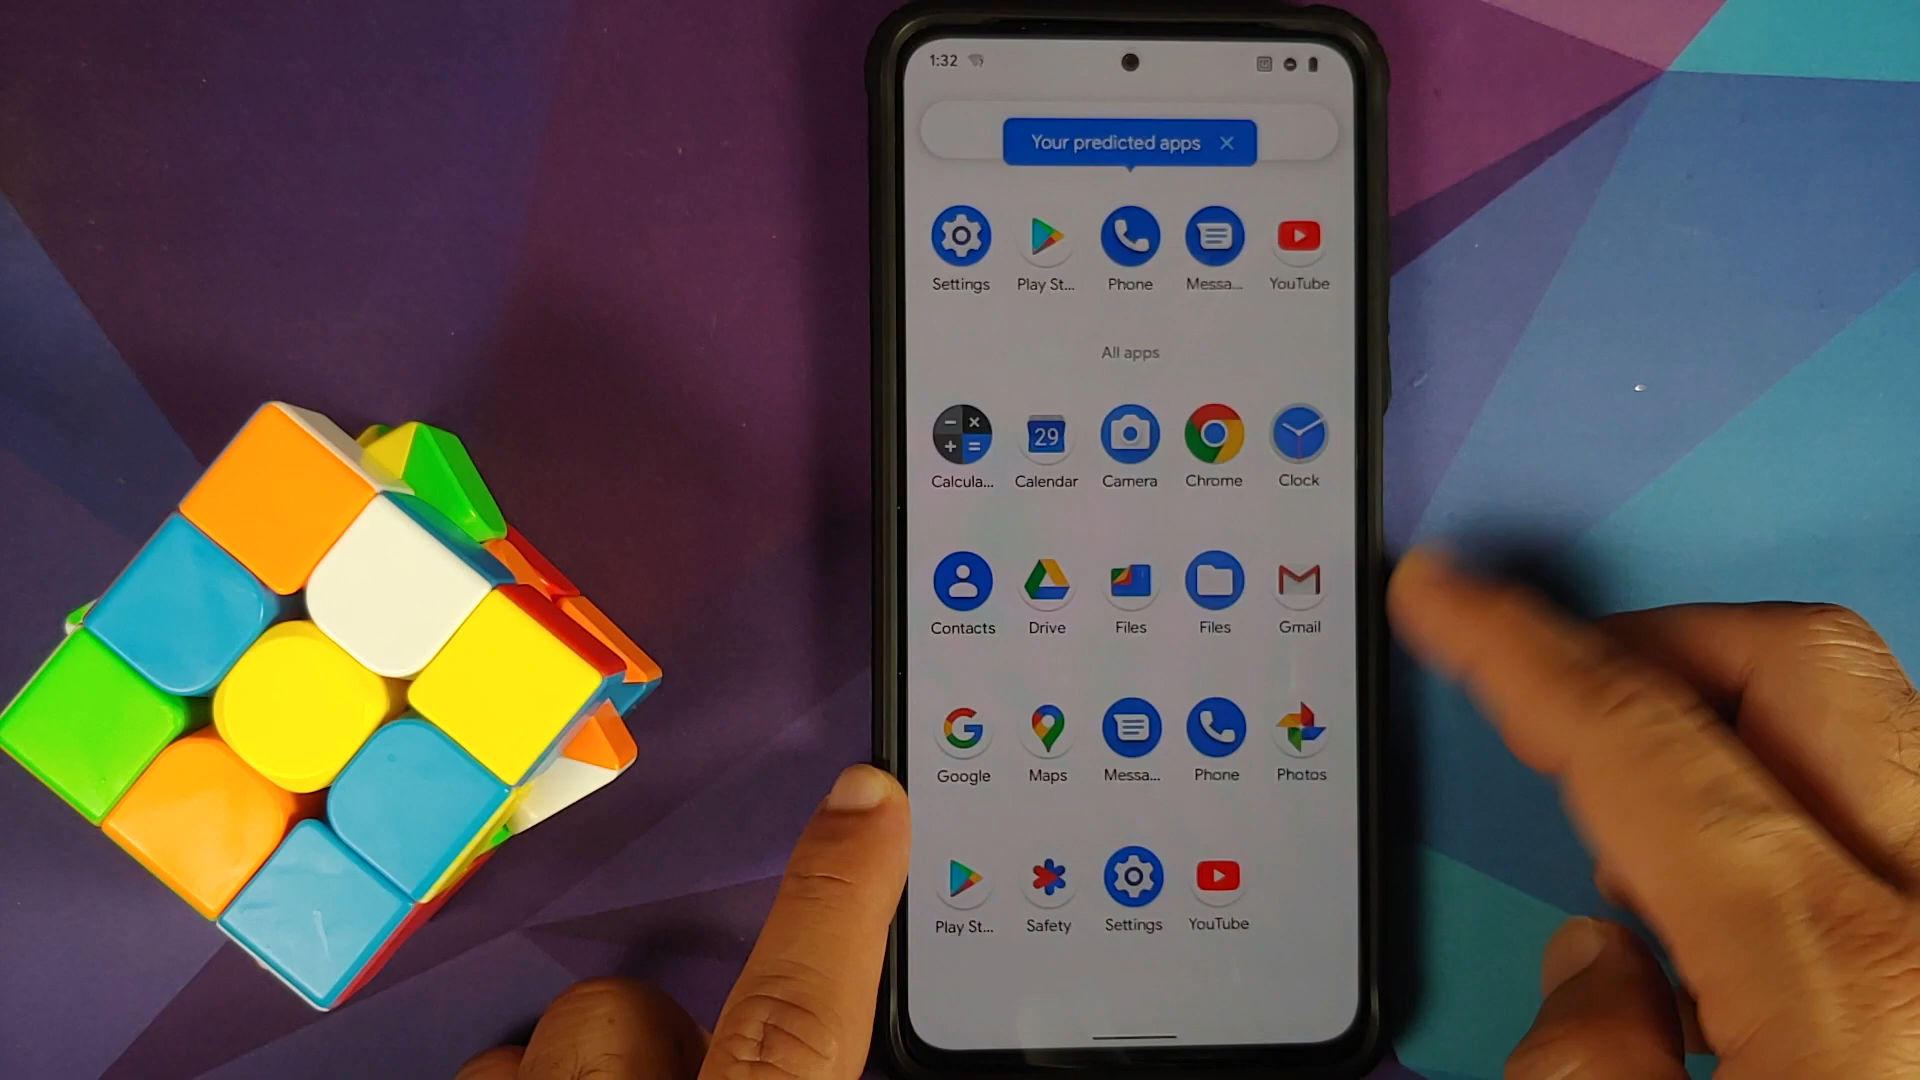 1:32
Your predicted apps ×
Settings Play St... Phone Messa... YouTube
All apps
Calcula... Calendar Camera Chrome Clock
29
Contacts Drive Files Files Gmail
Google Maps Messa... Phone Photos
Play St... Safety Settings YouTube